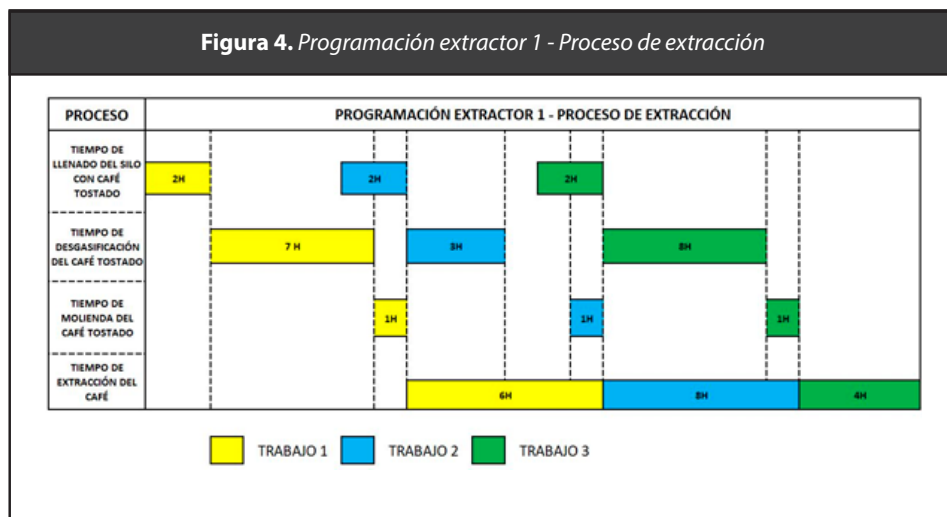 Figura 4. Programación extractor 1 - Proceso de extracción
PROCESO
PROGRAMACIÓN EXTRACTOR 1 - PROCESO DE EXTRACCIÓN
TIEMPO DE
LLENADO DEL SILO
CON CAFÉ
TOSTADO
2H
2H
2H
TIEMPO DE
DESGASIFICACIÓN
DEL CAFÉ TOSTADO
7 H
3H
8H
TIEMPO DE
MOLIENDA DEL
CAFÉ TOSTADO
1H
1H
1H
TIEMPO DE
EXTRACCIÓN DEL
CAFÉ
6H
8H
4H
TRABAJO 1
TRABAJO 2
TRABAJO 3